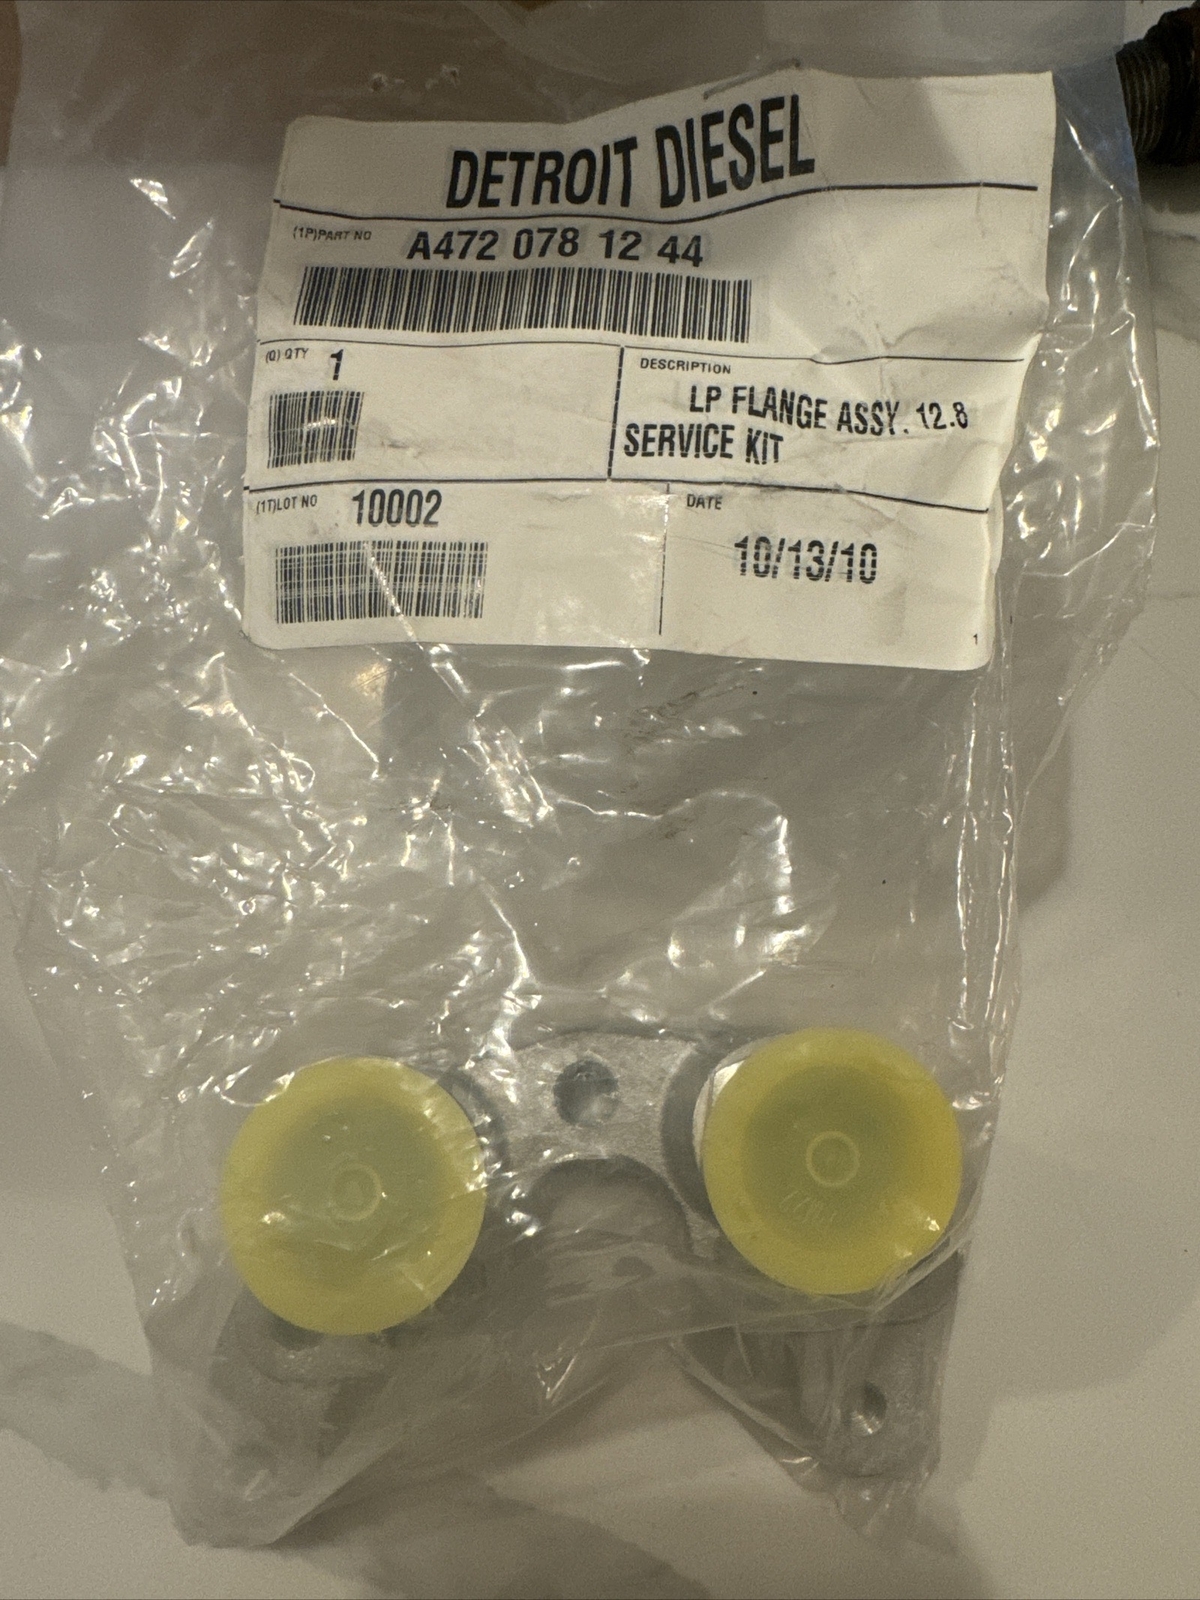 DETROIT DIESEL
(1P)PART NO A472 078 12 44
(Q) QTY 1
DESCRIPTION
LP FLANGE ASSY. 12.8
SERVICE KIT
(1T)LOT NO 10002
DATE
10/13/10
1